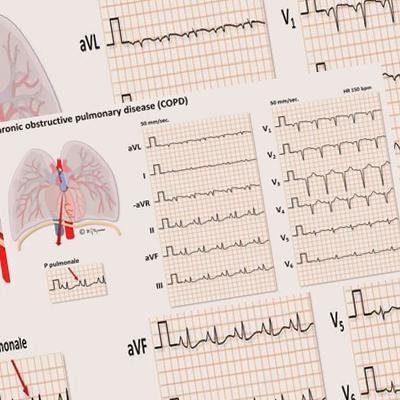 aVL
V1
ronic obstructive pulmonary disease (COPD)
50 mm/sec.
50 mm/sec.
HR 150 bpm
aVL
I
-aVR
II
aVF
III
V1
V2
V3
V4
V5
V6
P pulmonale
monale
aVF
V5
V6